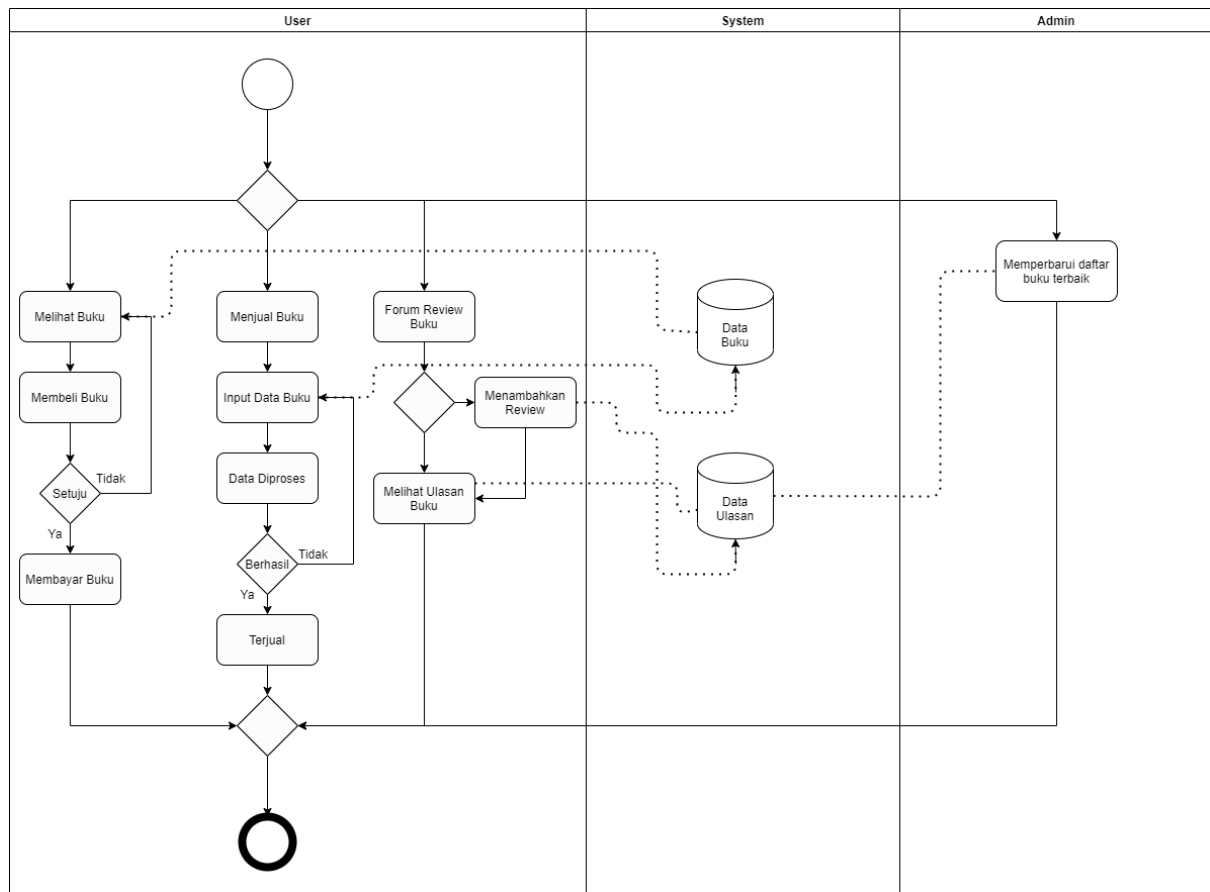 User
System
Admin
Memperbarui daftar
buku terbaik
Melihat Buku
Menjual Buku
Forum Review
Buku
Data
Buku
Membeli Buku
Input Data Buku
Menambahkan
Review
Setuju
Tidak
Data Diproses
Melihat Ulasan
Buku
Data
Ulasan
Ya
Membayar Buku
Berhasil
Tidak
Ya
Terjual